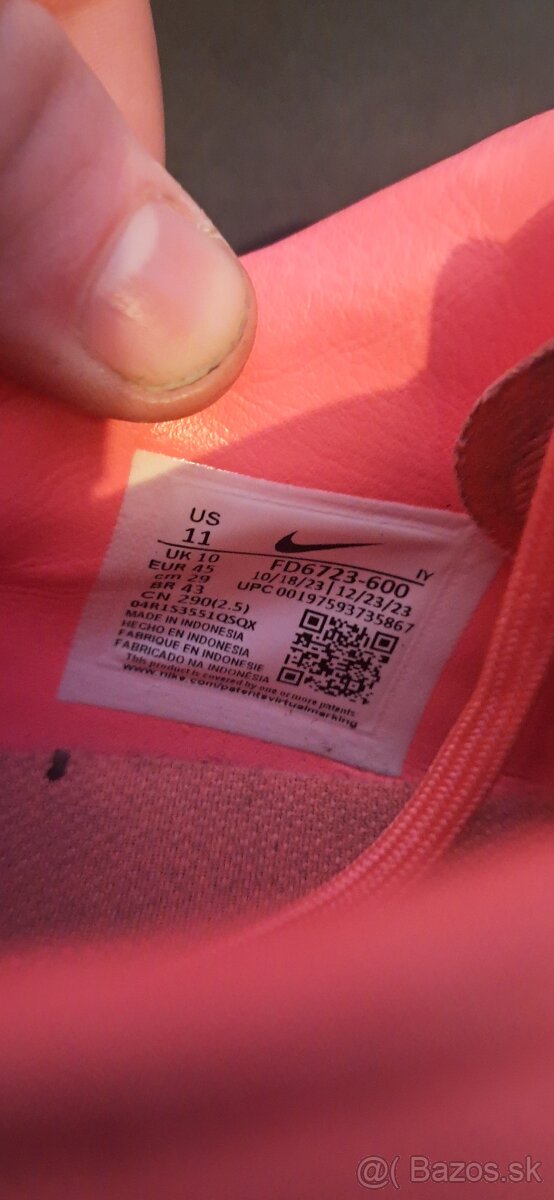 US
11
UK 10
EUR 45
cm 29
BR 43
CN 290(2.5)
04R1S3551QSQX
MADE IN INDONESIA
HECHO EN INDONESIA
FABRIQUE EN INDONESIE
FABRICADO NA INDONÉSIA
This product is covered by one or more patents
www.nike.com/patentsvirtualmarking
IY
FD6723-600
10/18/23 | 12/23/23
UPC 00197593735867
@( Bazos.sk